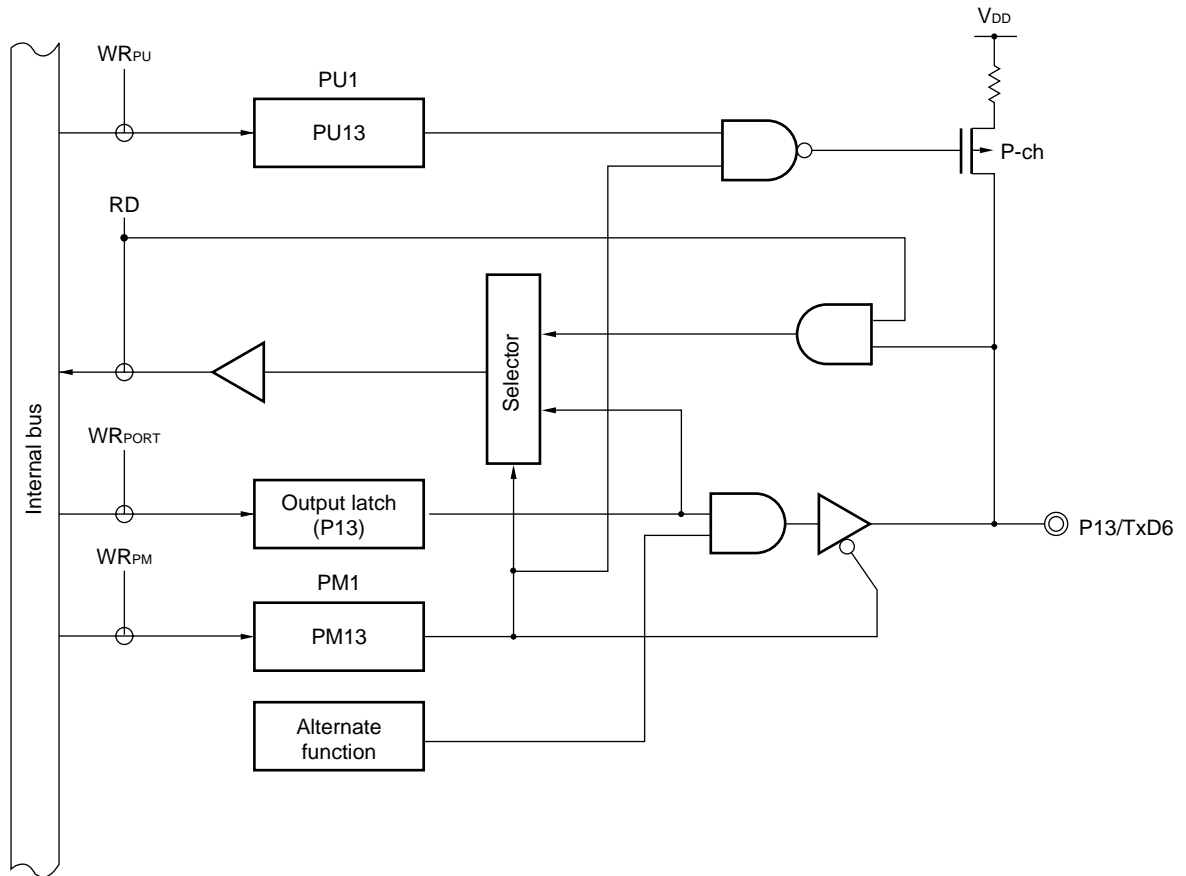 VDD
WRPU
PU1
PU13
P-ch
RD
Selector
Internal bus
WRPORT
Output latch
(P13)
P13/TxD6
WRPM
PM1
PM13
Alternate
function